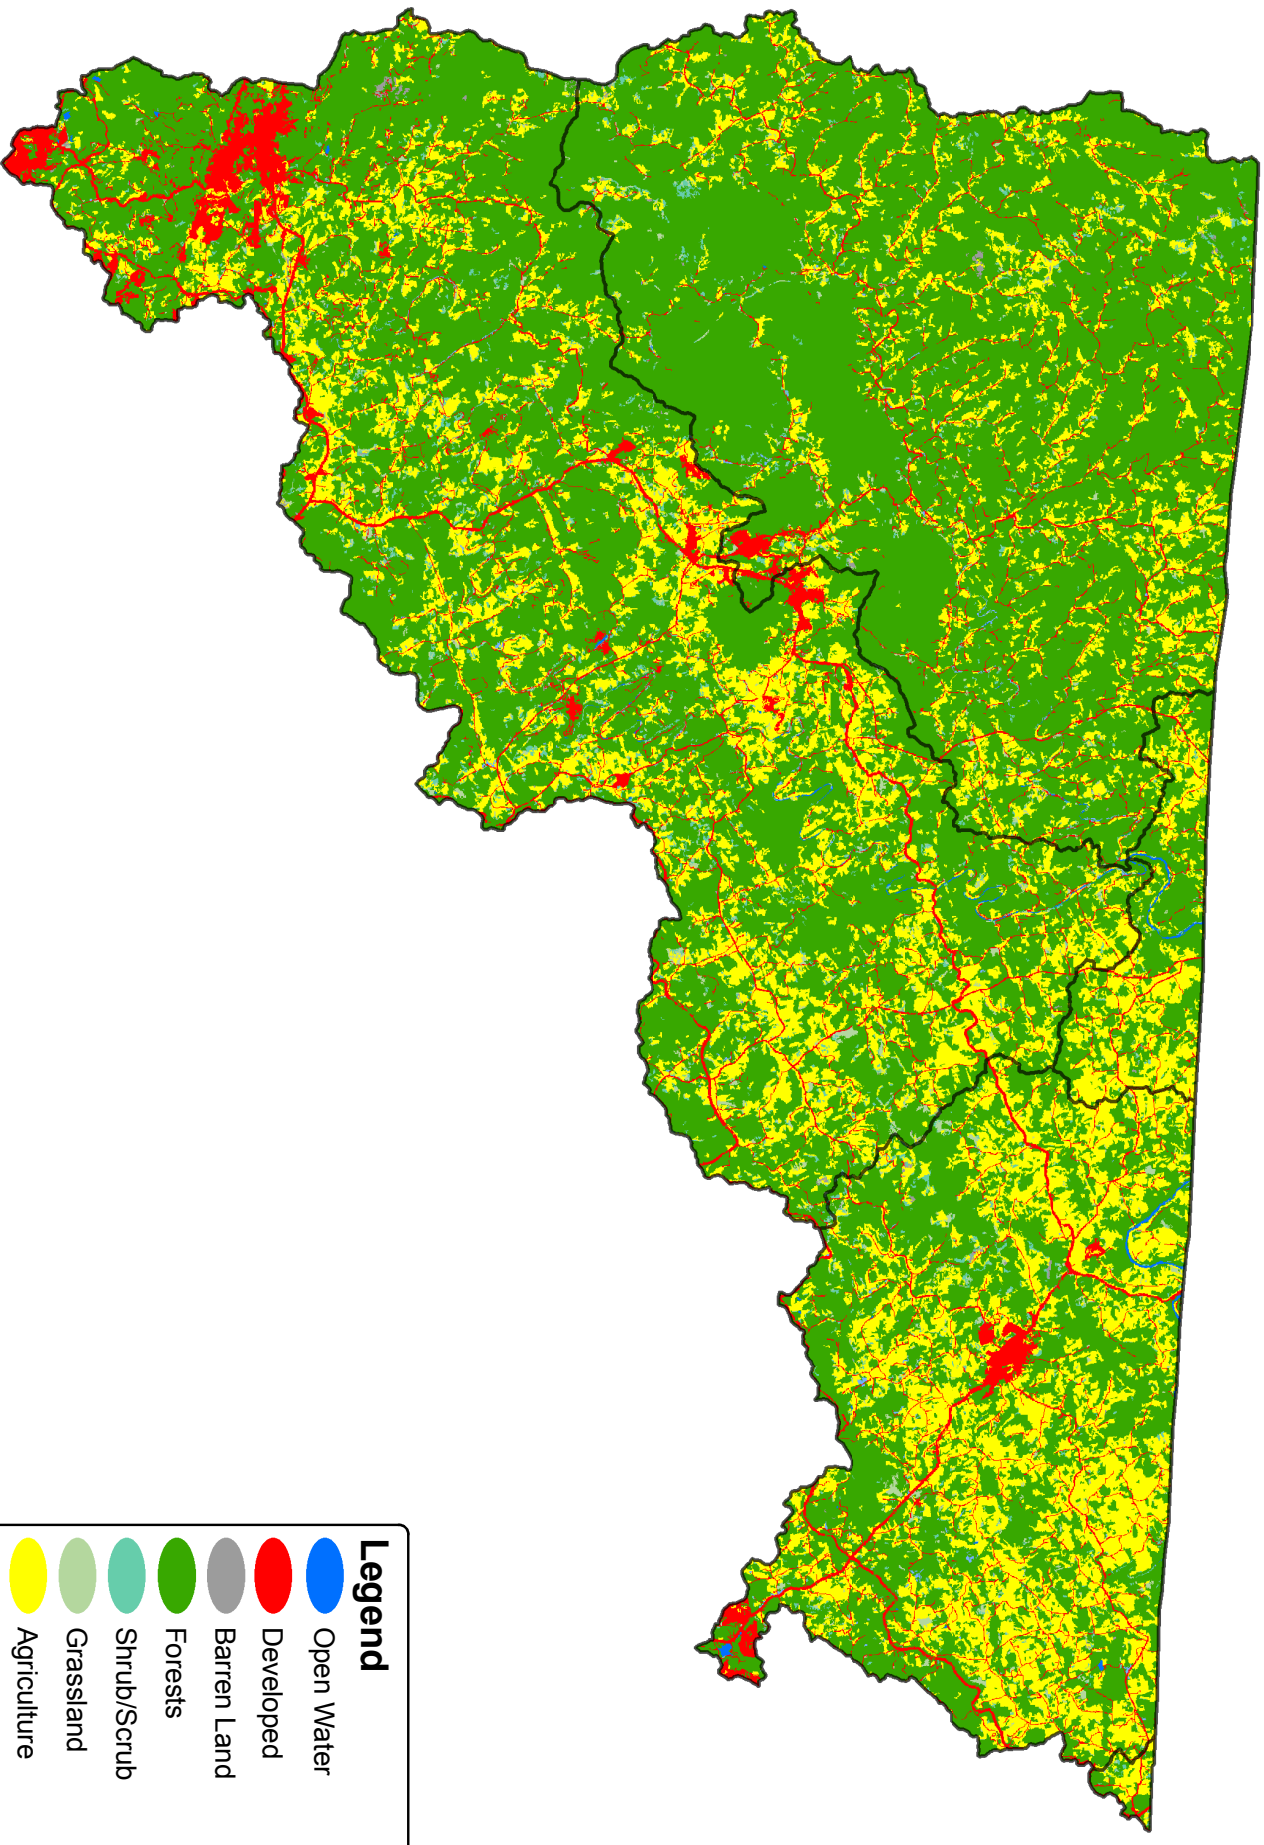 Legend
Open Water
Developed
Barren Land
Forests
Shrub/Scrub
Grassland
Agriculture